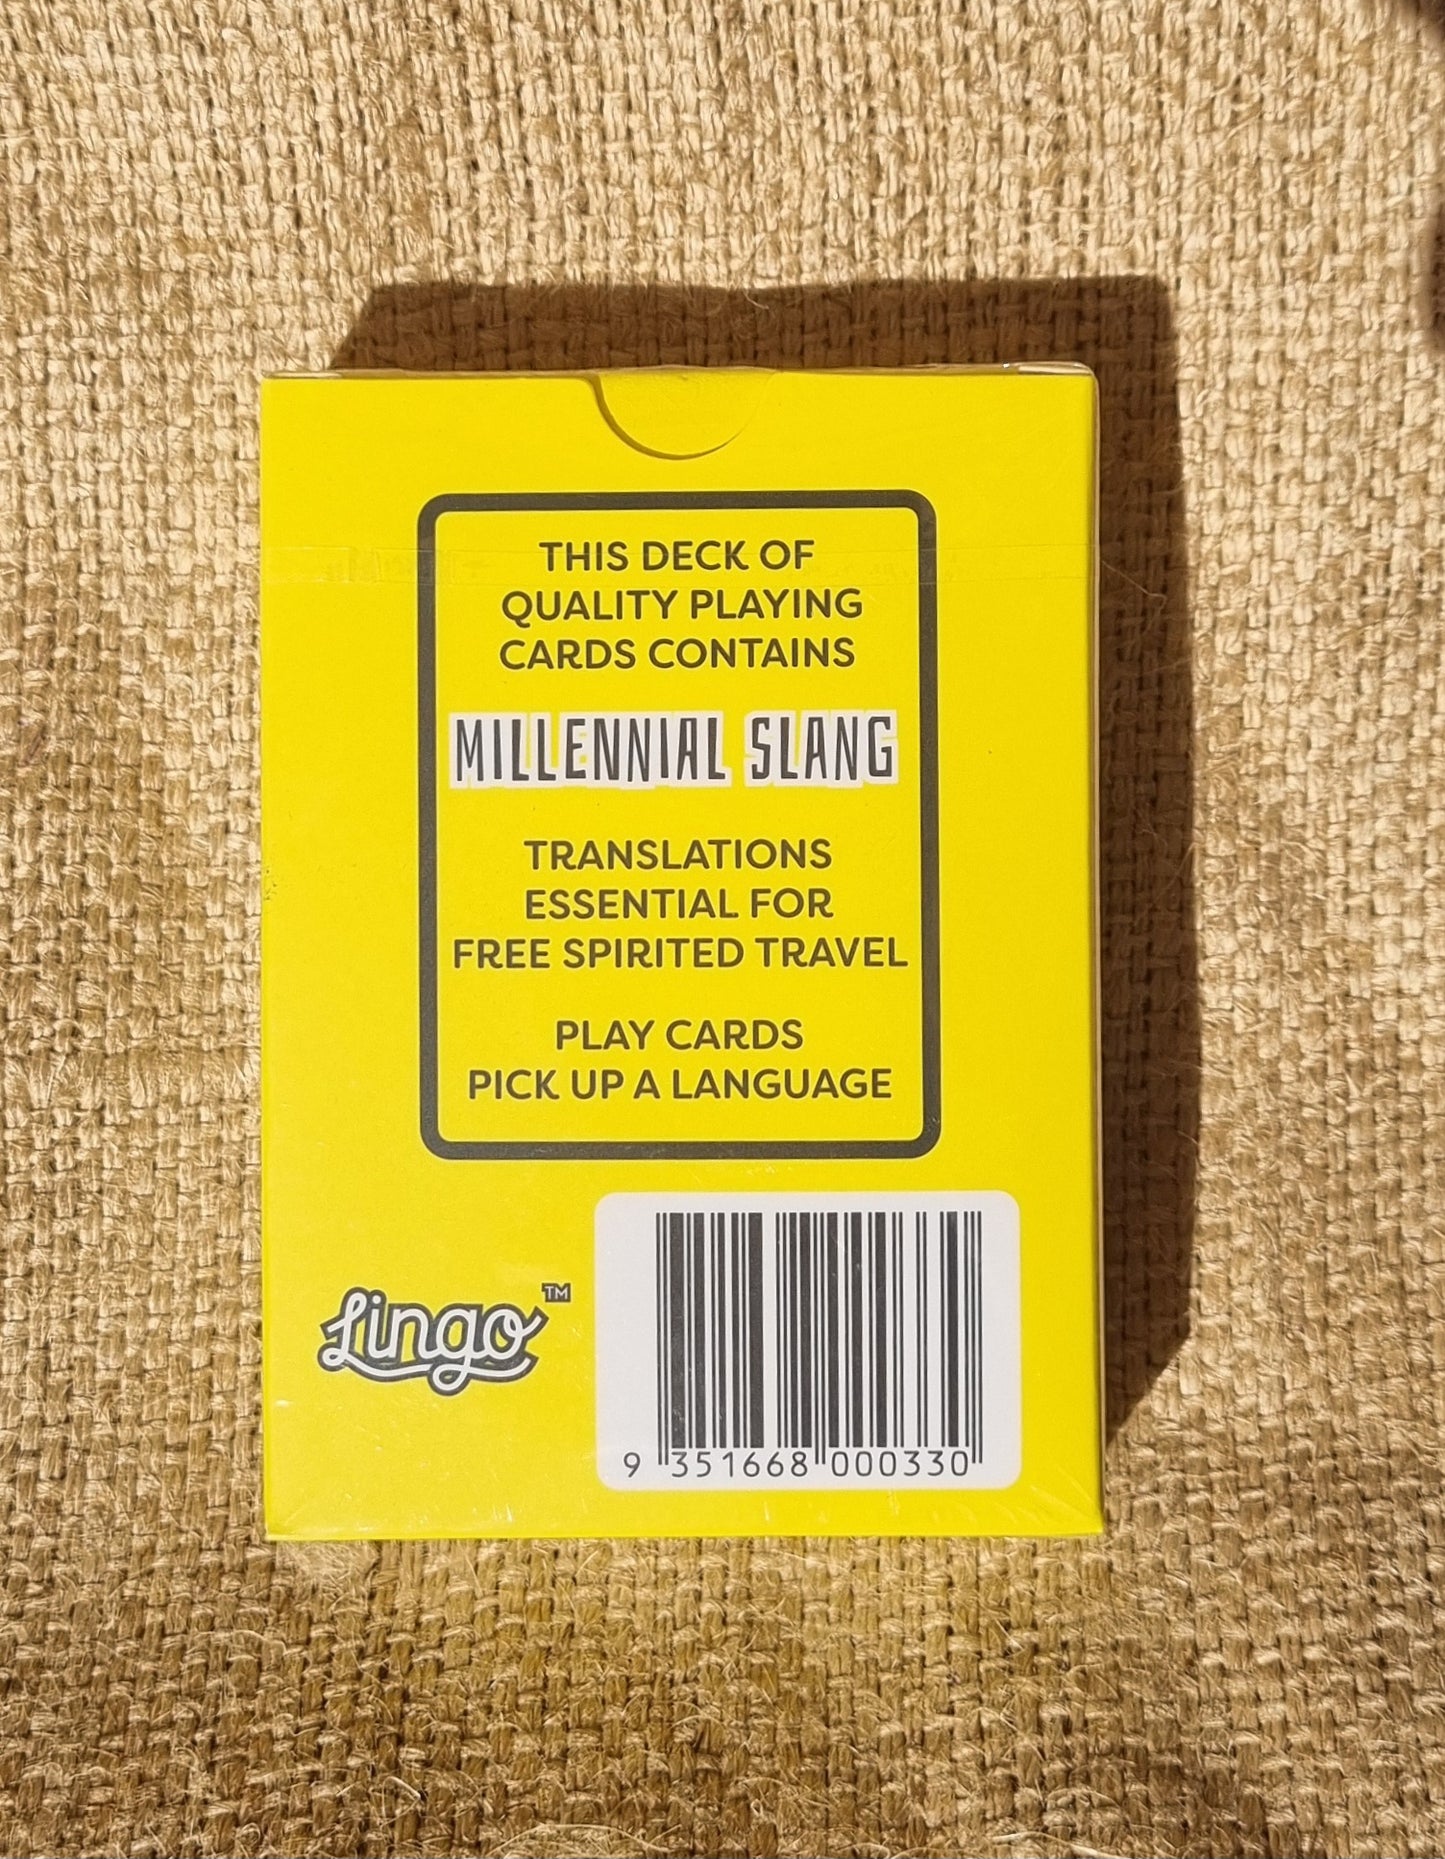 THIS DECK OF
QUALITY PLAYING
CARDS CONTAINS
MILLENNIAL SLANG
TRANSLATIONS
ESSENTIAL FOR
FREE SPIRITED TRAVEL
PLAY CARDS
PICK UP A LANGUAGE
Lingo™
9 351668 000330